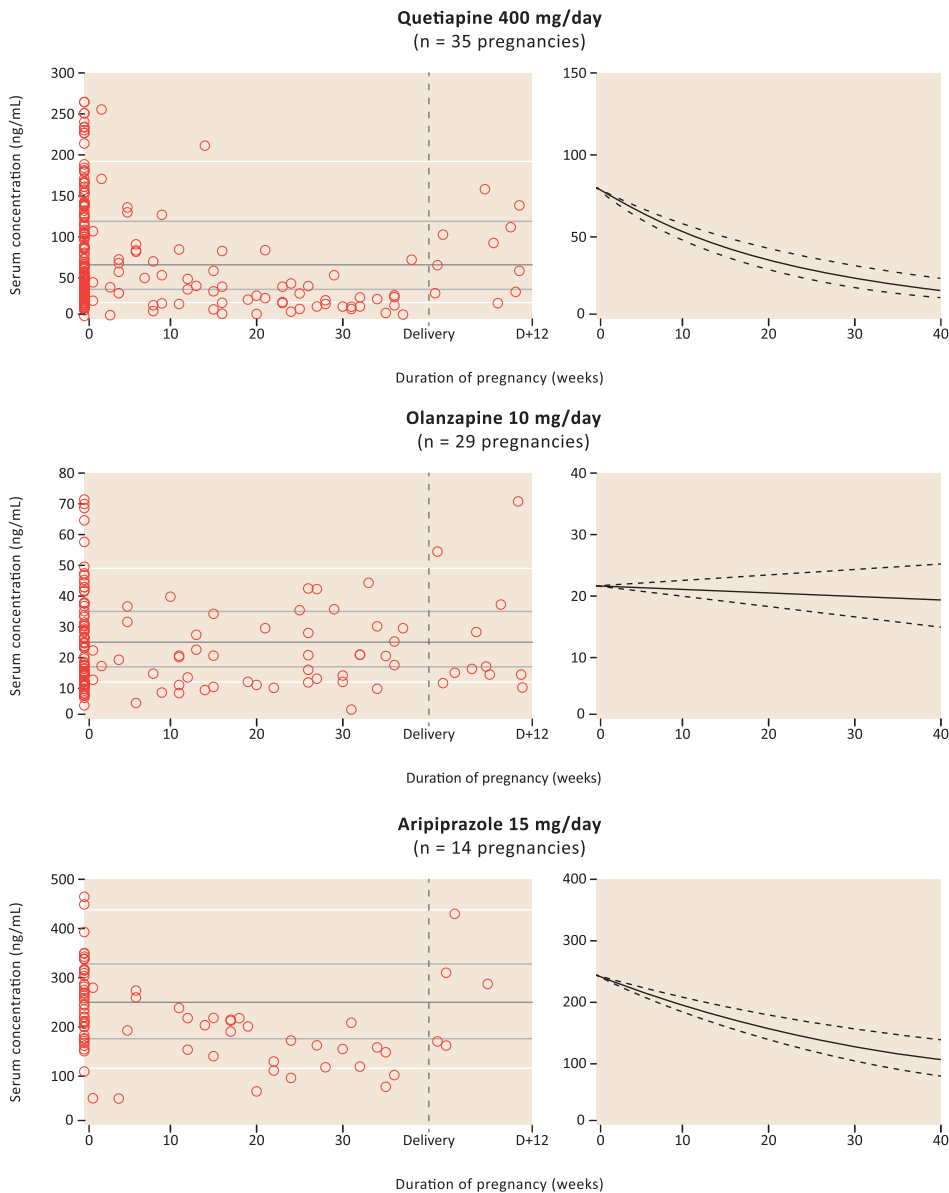 Quetiapine 400 mg/day
(n = 35 pregnancies)
Serum concentration (ng/mL)
300
250
200
150
100
50
0
0 10 20 30 Delivery D+12
150
100
50
0
0 10 20 30 40
Duration of pregnancy (weeks)
Olanzapine 10 mg/day
(n = 29 pregnancies)
Serum concentration (ng/mL)
80
70
60
50
40
30
20
10
0
0 10 20 30 Delivery D+12
40
30
20
10
0
0 10 20 30 40
Duration of pregnancy (weeks)
Aripiprazole 15 mg/day
(n = 14 pregnancies)
Serum concentration (ng/mL)
500
400
300
200
100
0
0 10 20 30 Delivery D+12
400
300
200
100
0
0 10 20 30 40
Duration of pregnancy (weeks)